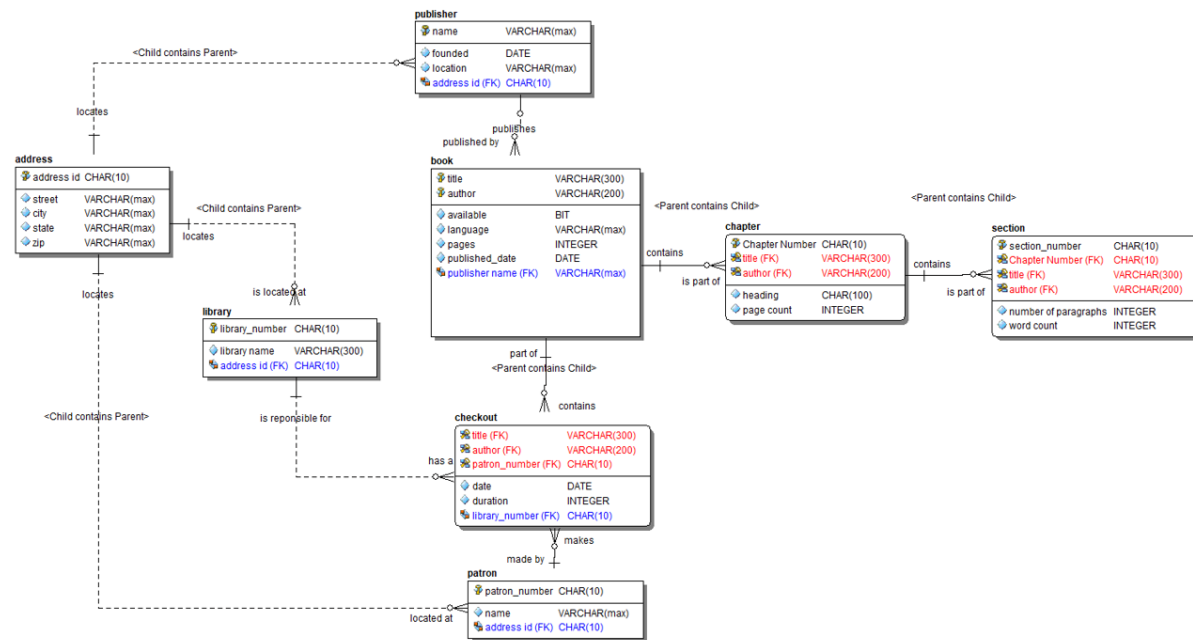 publisher
name VARCHAR(max)
founded DATE
location VARCHAR(max)
address id (FK) CHAR(10)
<Child contains Parent>
locates
publishes
published by
address
address id CHAR(10)
street VARCHAR(max)
city VARCHAR(max)
state VARCHAR(max)
zip VARCHAR(max)
<Child contains Parent>
locates
is located at
locates
book
title VARCHAR(300)
author VARCHAR(200)
available BIT
language VARCHAR(max)
pages INTEGER
published_date DATE
publisher name (FK) VARCHAR(max)
<Parent contains Child>
contains
is part of
chapter
Chapter Number CHAR(10)
title (FK) VARCHAR(300)
author (FK) VARCHAR(200)
heading CHAR(100)
page count INTEGER
<Parent contains Child>
contains
is part of
section
section_number CHAR(10)
Chapter Number (FK) CHAR(10)
title (FK) VARCHAR(300)
author (FK) VARCHAR(200)
number of paragraphs INTEGER
word count INTEGER
library
library_number CHAR(10)
library name VARCHAR(300)
address id (FK) CHAR(10)
is reponsible for
has a
part of
<Parent contains Child>
contains
<Child contains Parent>
checkout
title (FK) VARCHAR(300)
author (FK) VARCHAR(200)
patron_number (FK) CHAR(10)
date DATE
duration INTEGER
library_number (FK) CHAR(10)
makes
made by
patron
patron_number CHAR(10)
name VARCHAR(max)
address id (FK) CHAR(10)
located at